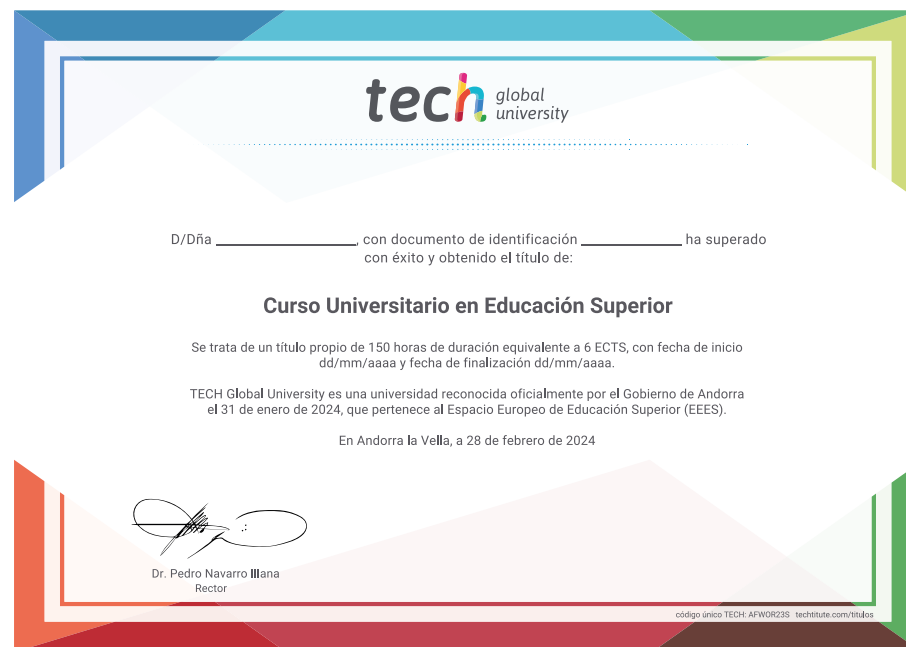 tech global university
D/Dña ____________________, con documento de identificación ______________ ha superado
con éxito y obtenido el título de:
Curso Universitario en Educación Superior
Se trata de un título propio de 150 horas de duración equivalente a 6 ECTS, con fecha de inicio
dd/mm/aaaa y fecha de finalización dd/mm/aaaa.
TECH Global University es una universidad reconocida oficialmente por el Gobierno de Andorra
el 31 de enero de 2024, que pertenece al Espacio Europeo de Educación Superior (EEES).
En Andorra la Vella, a 28 de febrero de 2024
Dr. Pedro Navarro Illana
Rector
código único TECH: AFWOR23S techtitute.com/titulos